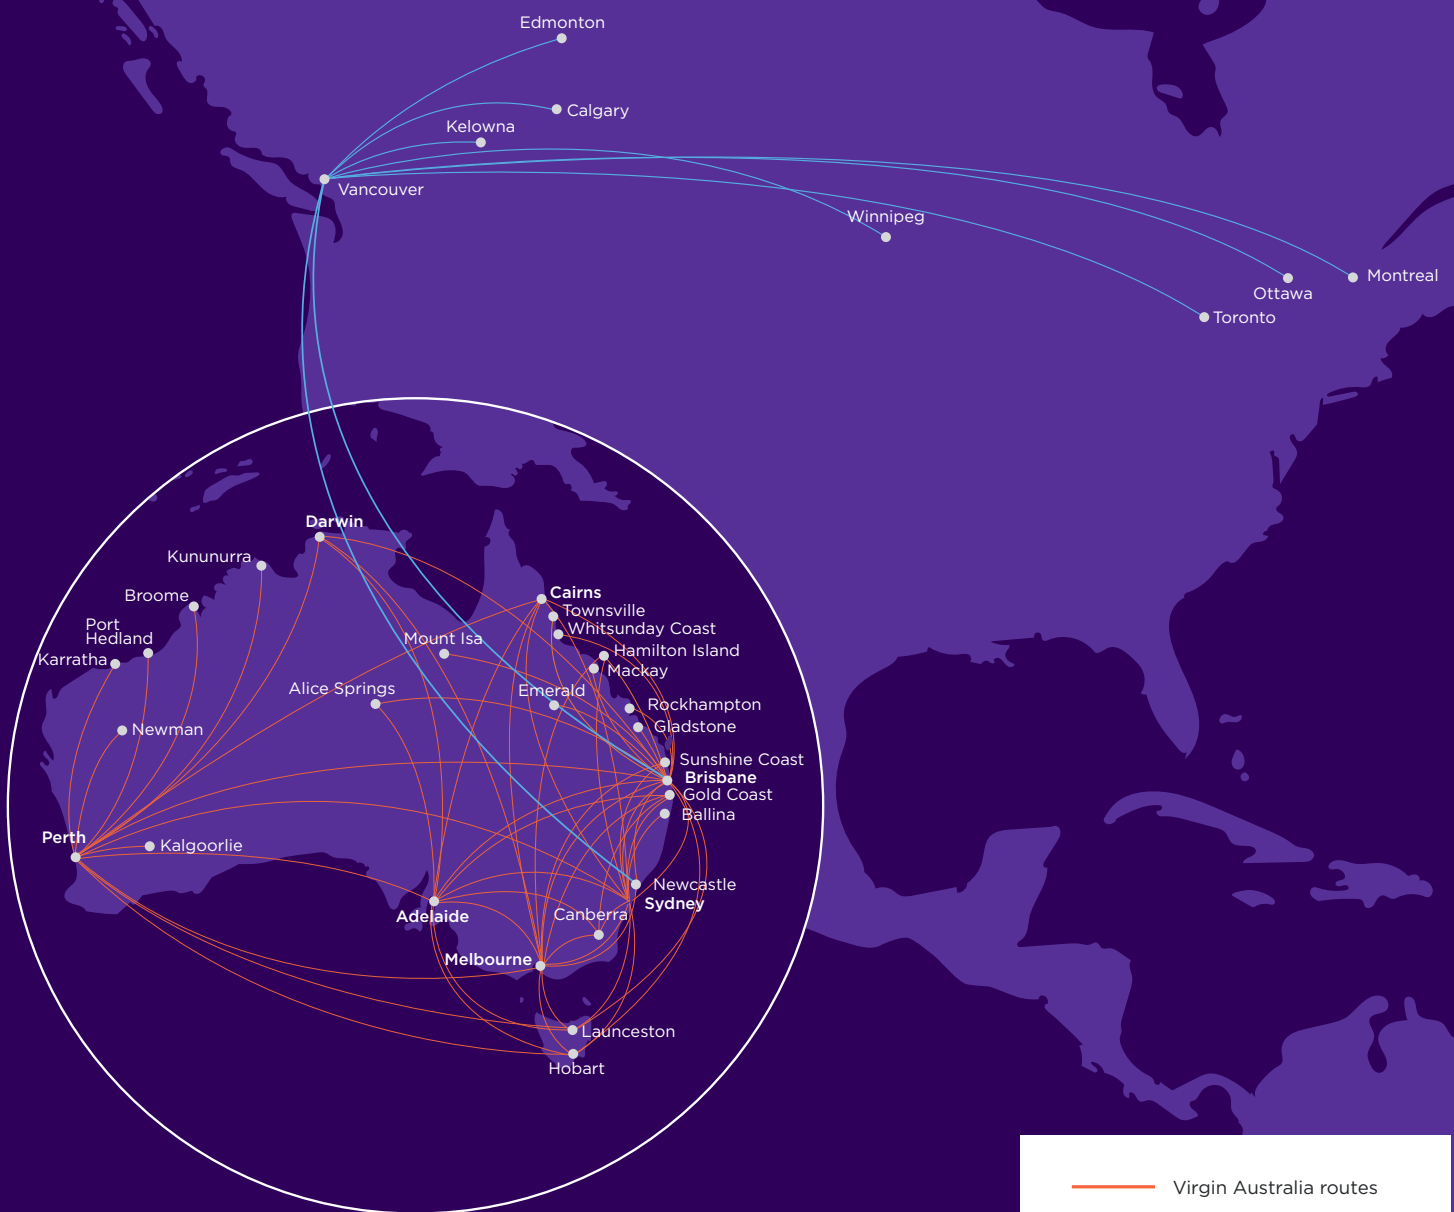 Edmonton
Calgary
Kelowna
Vancouver
Winnipeg
Montreal
Ottawa
Toronto
Darwin
Kununurra
Cairns
Broome
Townsville
Port
Hedland
Whitsunday Coast
Mount Isa
Hamilton Island
Karratha
Mackay
Alice Springs
Emerald
Rockhampton
Newman
Gladstone
Sunshine Coast
Brisbane
Gold Coast
Ballina
Perth
Kalgoorlie
Newcastle
Sydney
Adelaide
Canberra
Melbourne
Launceston
Hobart
Virgin Australia routes